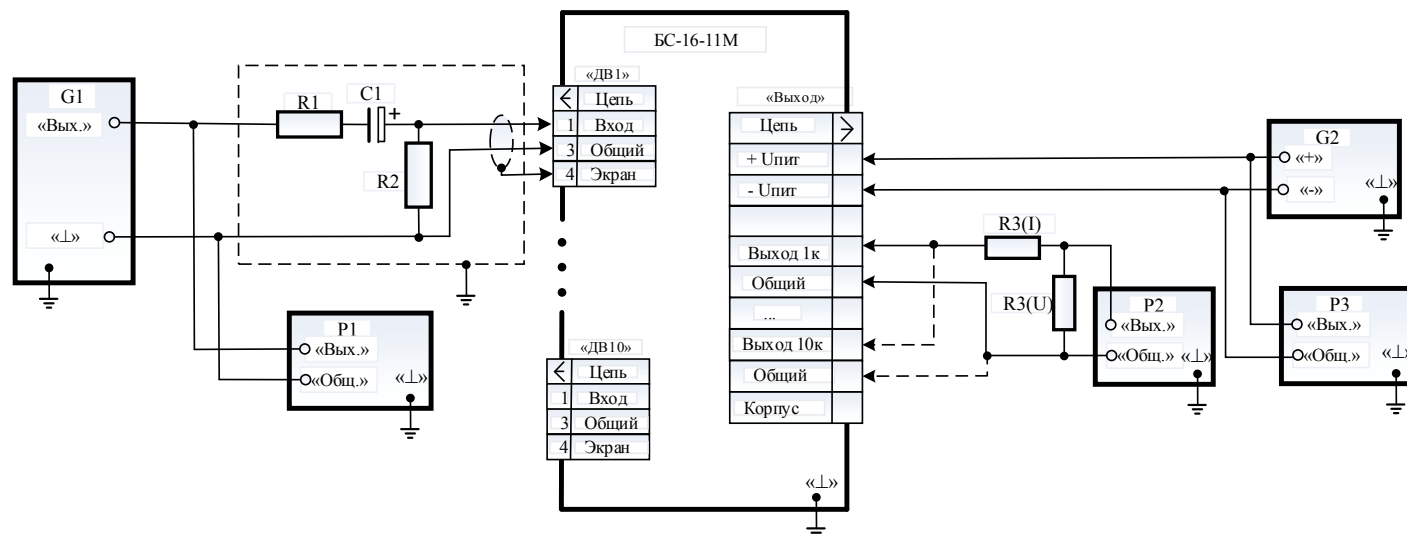 БС-16-11М
«ДВ1»
Цепь
1 Вход
3 Общий
4 Экран
G1
«Вых.»
«⊥»
R1
C1
+
R2
P1
«Вых.»
«Общ.»
«⊥»
«ДВ10»
Цепь
1 Вход
3 Общий
4 Экран
«Выход»
Цепь
+ Uпит
- Uпит
Выход 1к
Общий
...
Выход 10к
Общий
Корпус
«⊥»
R3(I)
R3(U)
G2
«+»
«-»
«⊥»
P2
«Вых.»
«Общ.»
«⊥»
P3
«Вых.»
«Общ.»
«⊥»